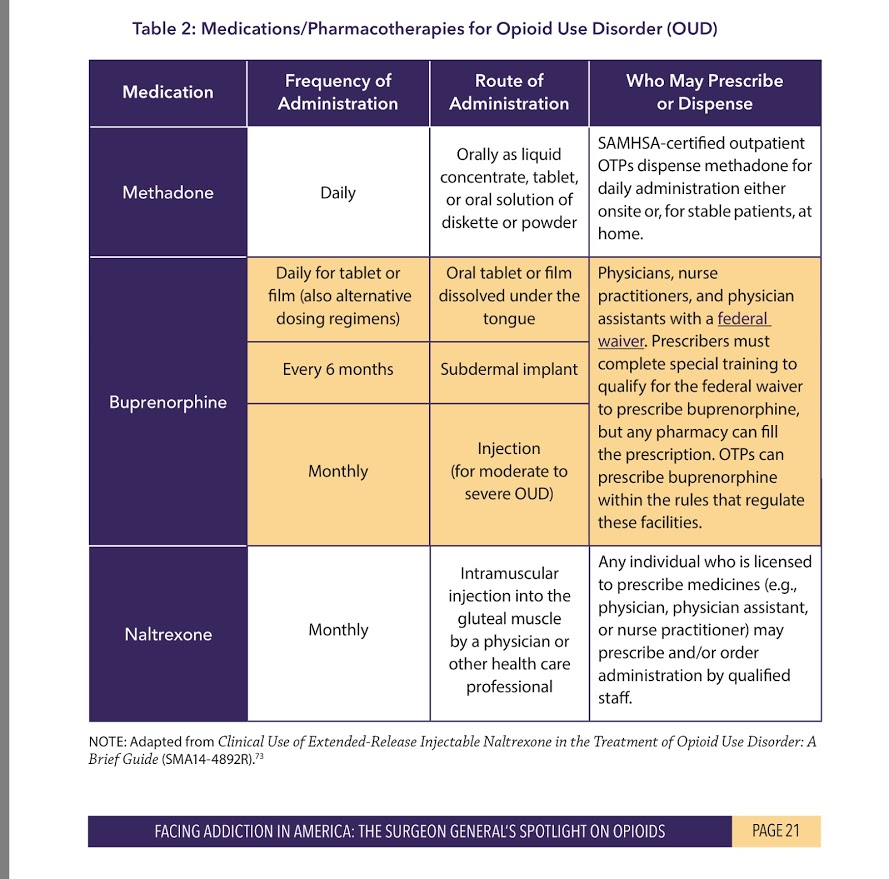 Table 2: Medications/Pharmacotherapies for Opioid Use Disorder (OUD)
Medication
Frequency of
Administration
Route of
Administration
Who May Prescribe
or Dispense
Methadone
Daily
Orally as liquid
concentrate, tablet,
or oral solution of
diskette or powder
SAMHSA-certified outpatient
OTPs dispense methadone for
daily administration either
onsite or, for stable patients, at
home.
Buprenorphine
Daily for tablet or
film (also alternative
dosing regimens)
Oral tablet or film
dissolved under the
tongue
Every 6 months
Subdermal implant
Monthly
Injection
(for moderate to
severe OUD)
Physicians, nurse
practitioners, and physician
assistants with a federal
waiver. Prescribers must
complete special training to
qualify for the federal waiver
to prescribe buprenorphine,
but any pharmacy can fill
the prescription. OTPs can
prescribe buprenorphine
within the rules that regulate
these facilities.
Naltrexone
Monthly
Intramuscular
injection into the
gluteal muscle
by a physician or
other health care
professional
Any individual who is licensed
to prescribe medicines (e.g.,
physician, physician assistant,
or nurse practitioner) may
prescribe and/or order
administration by qualified
staff.
NOTE: Adapted from Clinical Use of Extended-Release Injectable Naltrexone in the Treatment of Opioid Use Disorder: A
Brief Guide (SMA14-4892R).73
FACING ADDICTION IN AMERICA: THE SURGEON GENERAL'S SPOTLIGHT ON OPIOIDS
PAGE 21